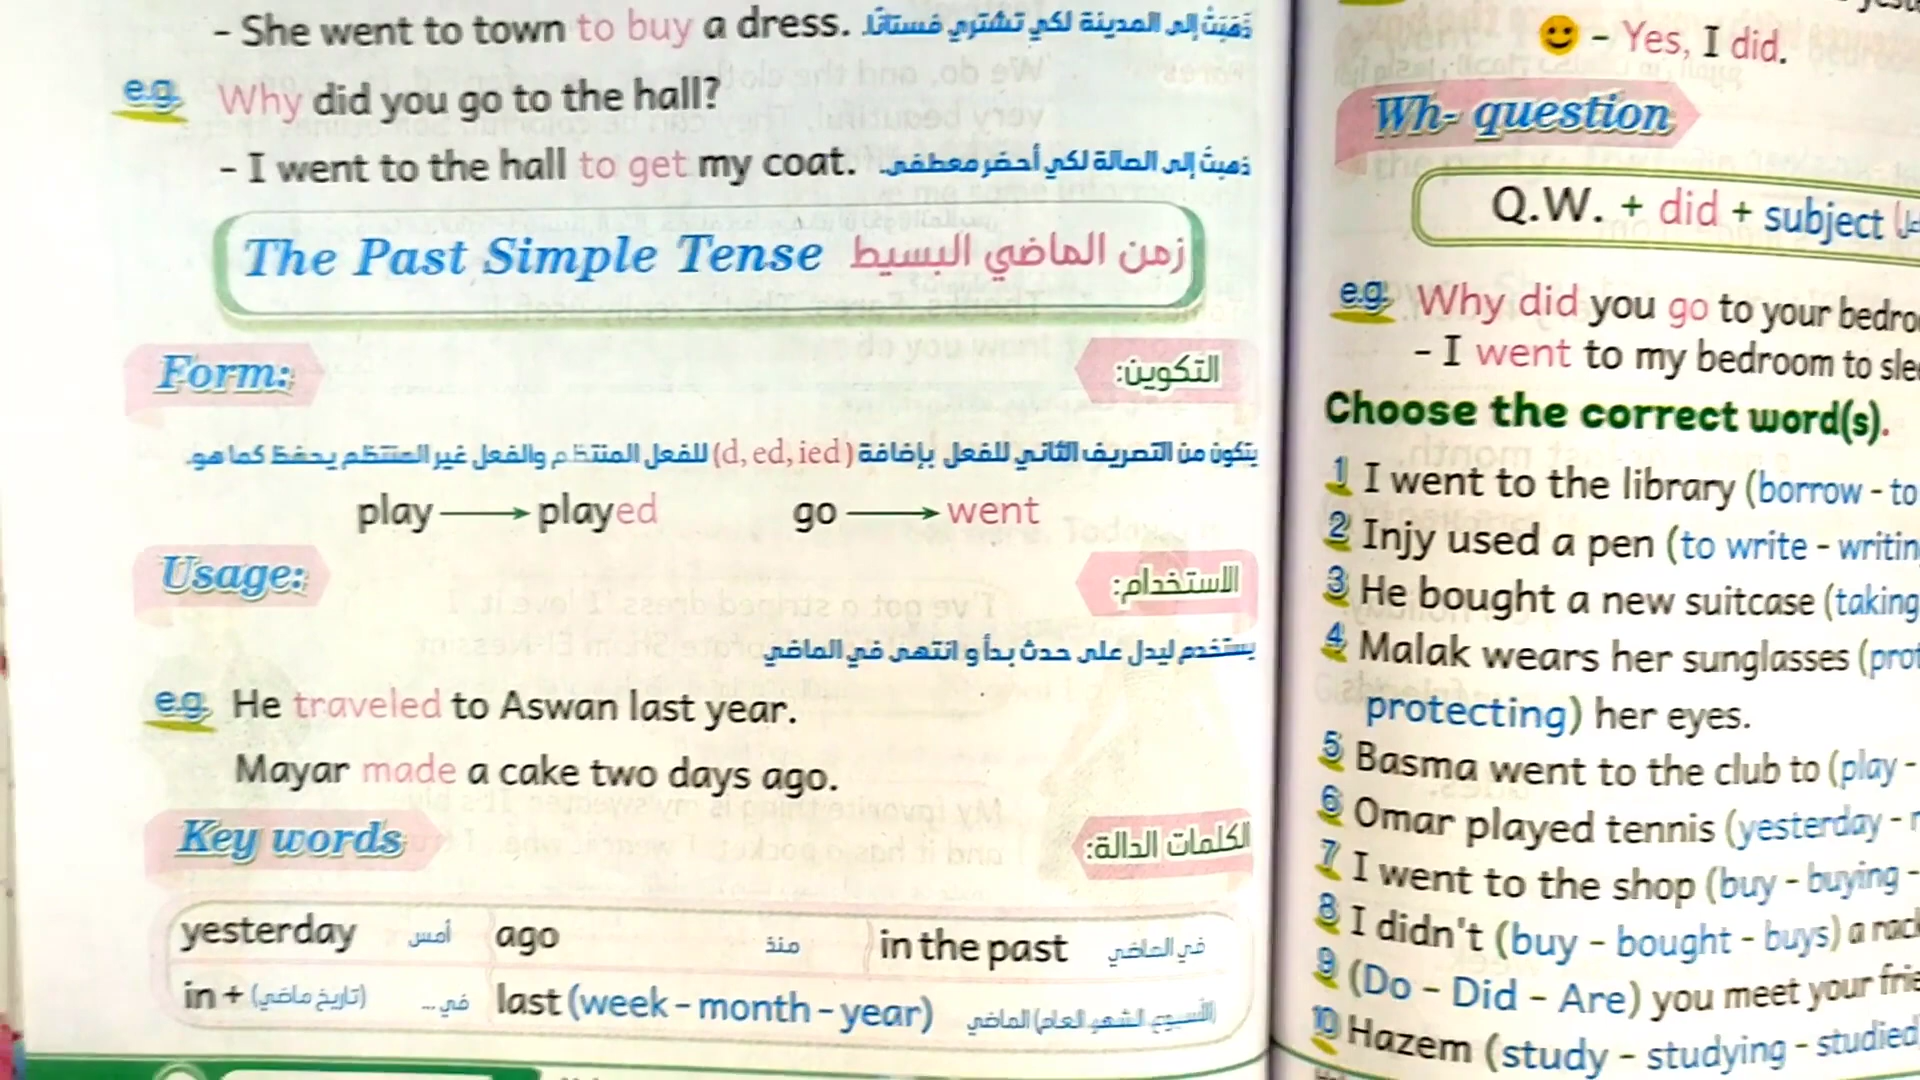 - She went to town to buy a dress. ذهبت إلى المدينة لكي تشتري فستانًا
e.g. Why did you go to the hall?
- I went to the hall to get my coat. ذهبتُ إلى الصالة لكي أحضر معطفي.
The Past Simple Tense زمن الماضي البسيط
Form: التكوين:
يتكون من التصريف الثاني للفعل بإضافة (d, ed, ied) للفعل المنتظم والفعل غير المنتظم يحفظ كما هو.
play → played go → went
Usage: الاستخدام:
يستخدم ليدل على حدث بدأ و انتهى في الماضي
e.g. He traveled to Aswan last year.
Mayar made a cake two days ago.
Key words الكلمات الدالة:
yesterday أمس ago منذ in the past في الماضي
in + (تاريخ ماضي) في ... last (week - month - year) الماضي (الأسبوع الشهر العام)
- Yes, I did.
Wh- question
Q.W. + did + subject
e.g. Why did you go to your
- I went to my bedroom to
Choose the correct word(s).
1 I went to the library (borrow - to
2 Injy used a pen (to write -
3 He bought a new suitcase (taking
4 Malak wears her sunglasses
protecting) her eyes.
5 Basma went to the club to (play -
6 Omar played tennis (yesterday -
7 I went to the shop (buy - buying -
8 I didn't (buy - bought - buys) a
9 (Do - Did - Are) you meet your
10 Hazem (study - studying - studied